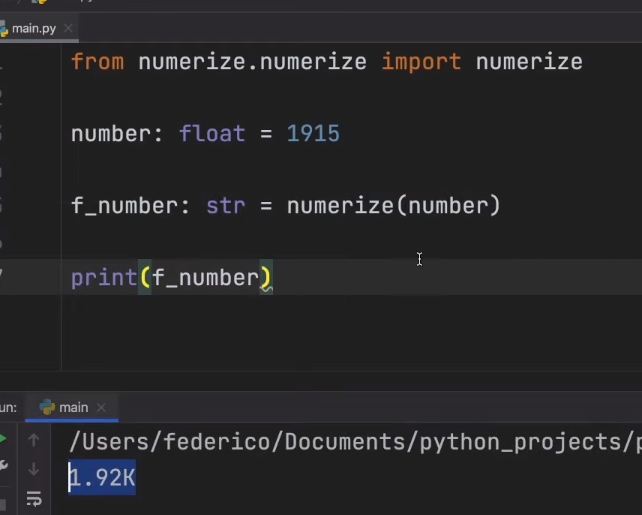 main.py
from numerize.numerize import numerize
number: float = 1915
f_number: str = numerize(number)
print(f_number)
main
/Users/federico/Documents/python_projects/
1.92K